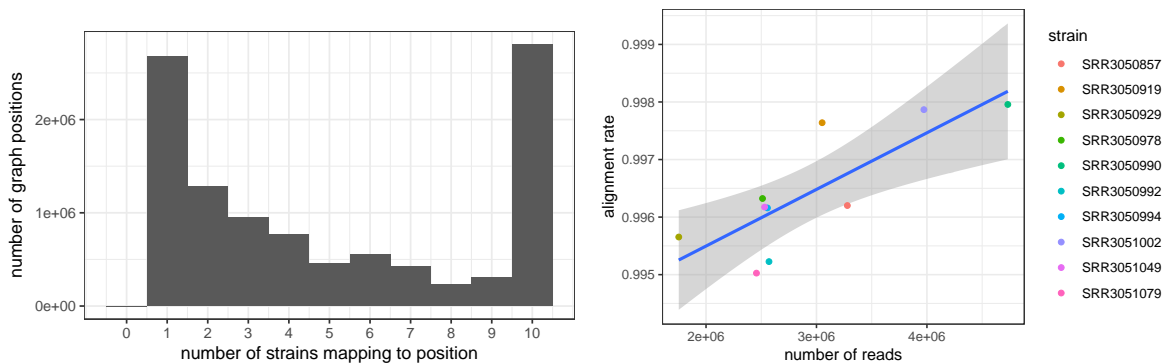 number of graph positions
2e+06
1e+06
0e+00
0 1 2 3 4 5 6 7 8 9 10
number of strains mapping to position
alignment rate
0.999
0.998
0.997
0.996
0.995
2e+06 3e+06 4e+06
number of reads
strain
SRR3050857
SRR3050919
SRR3050929
SRR3050978
SRR3050990
SRR3050992
SRR3050994
SRR3051002
SRR3051049
SRR3051079